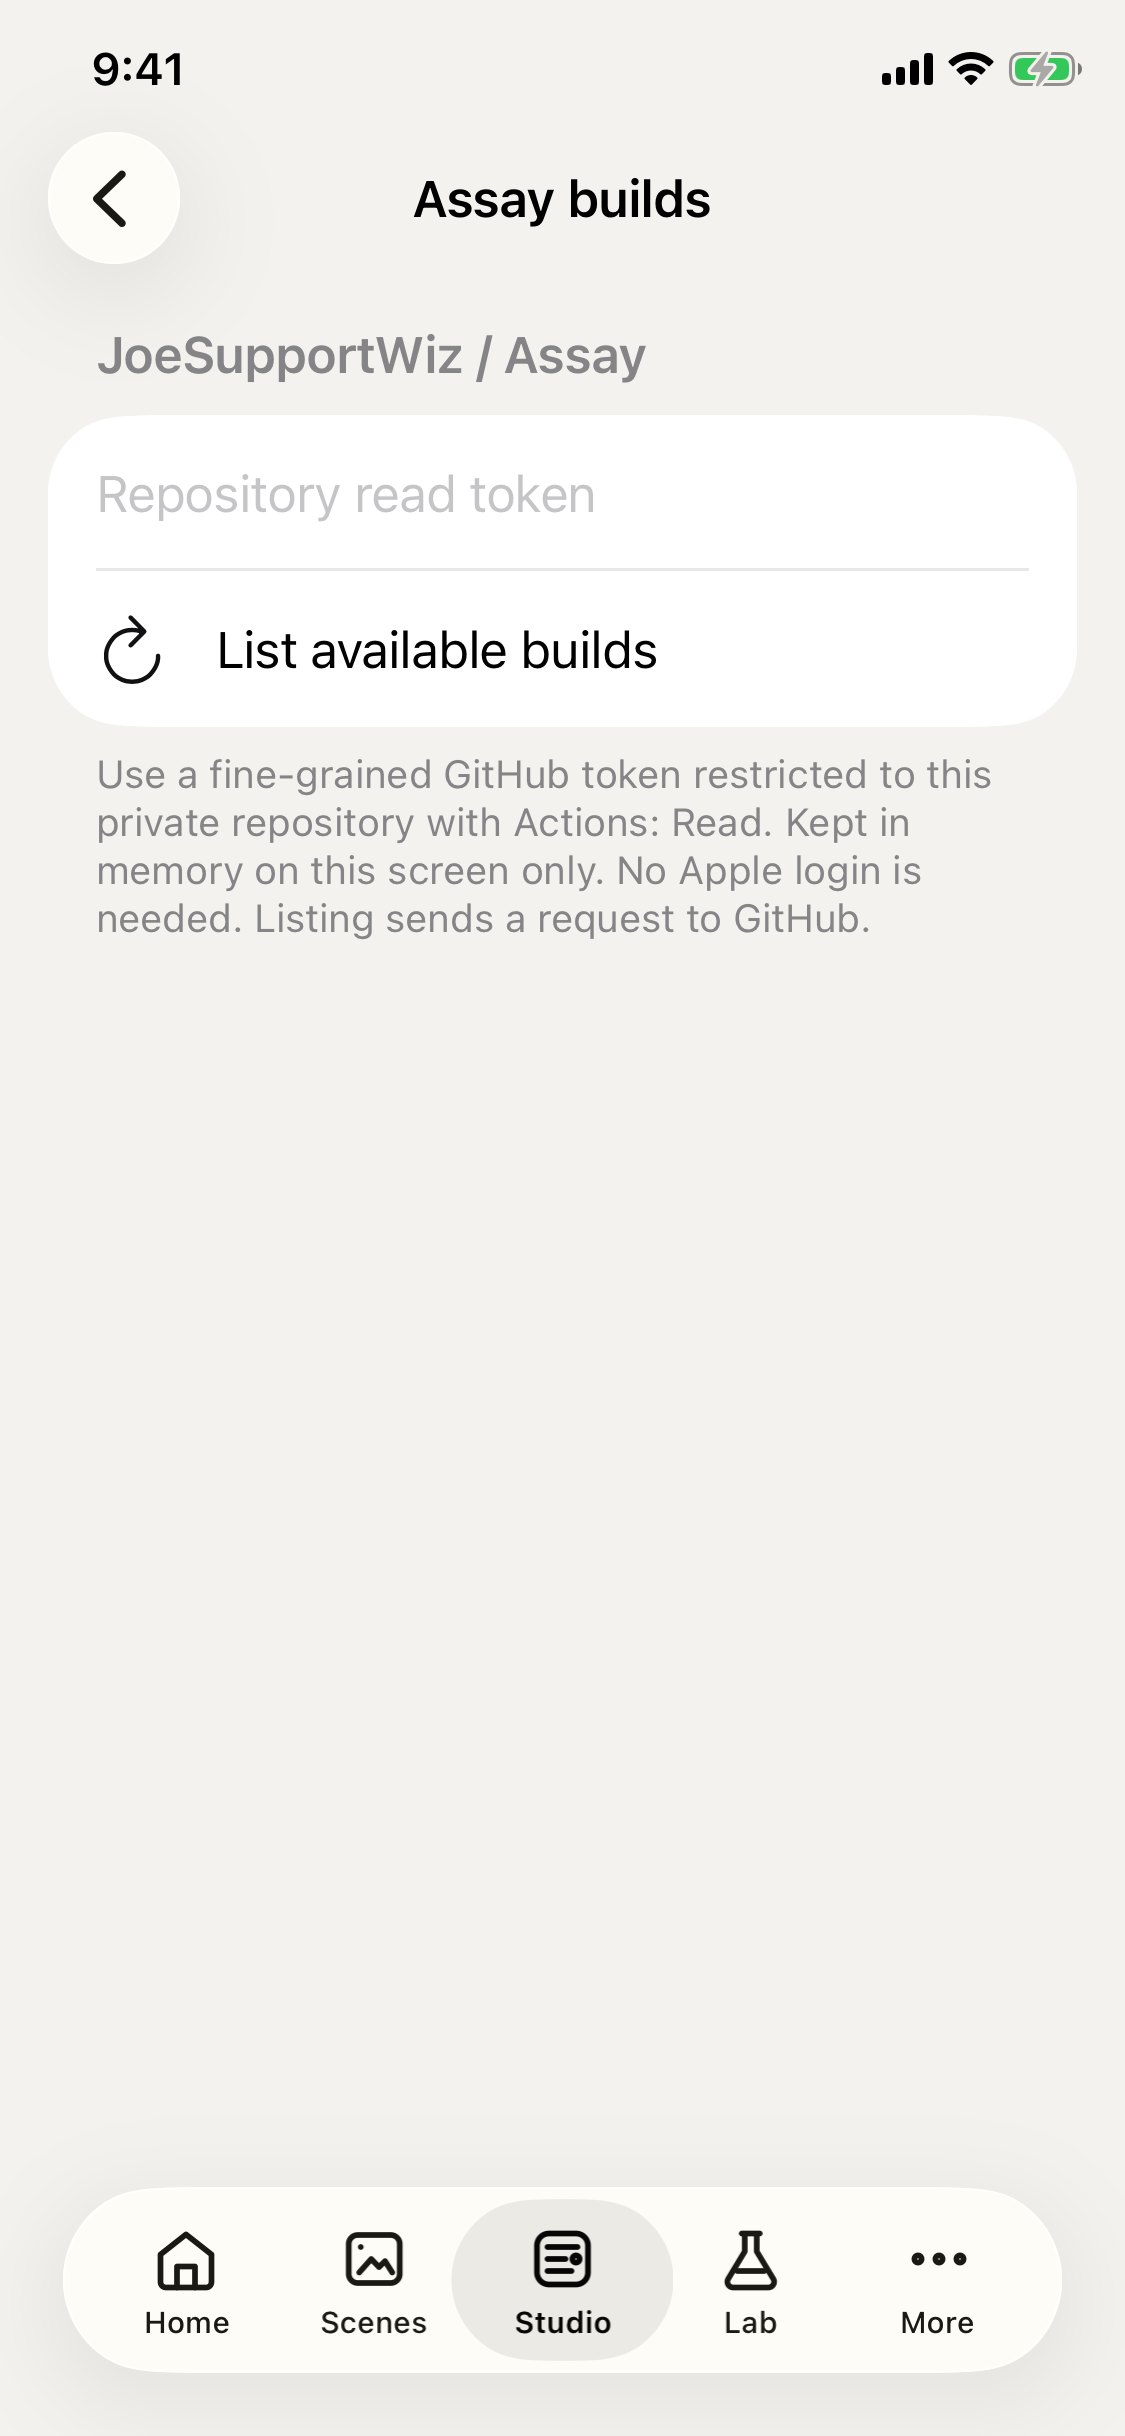 9:41
Assay builds
JoeSupportWiz / Assay
Repository read token
List available builds
Use a fine-grained GitHub token restricted to this
private repository with Actions: Read. Kept in
memory on this screen only. No Apple login is
needed. Listing sends a request to GitHub.
Home
Scenes
Studio
Lab
More